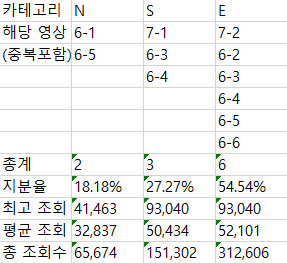 카테고리 N S E
해당 영상 6-1 7-1 7-2
(중복포함) 6-5 6-3 6-2
6-4 6-3
6-4
6-5
6-6
총계 2 3 6
지분율 18.18% 27.27% 54.54%
최고 조회 41,463 93,040 93,040
평균 조회 32,837 50,434 52,101
총 조회수 65,674 151,302 312,606